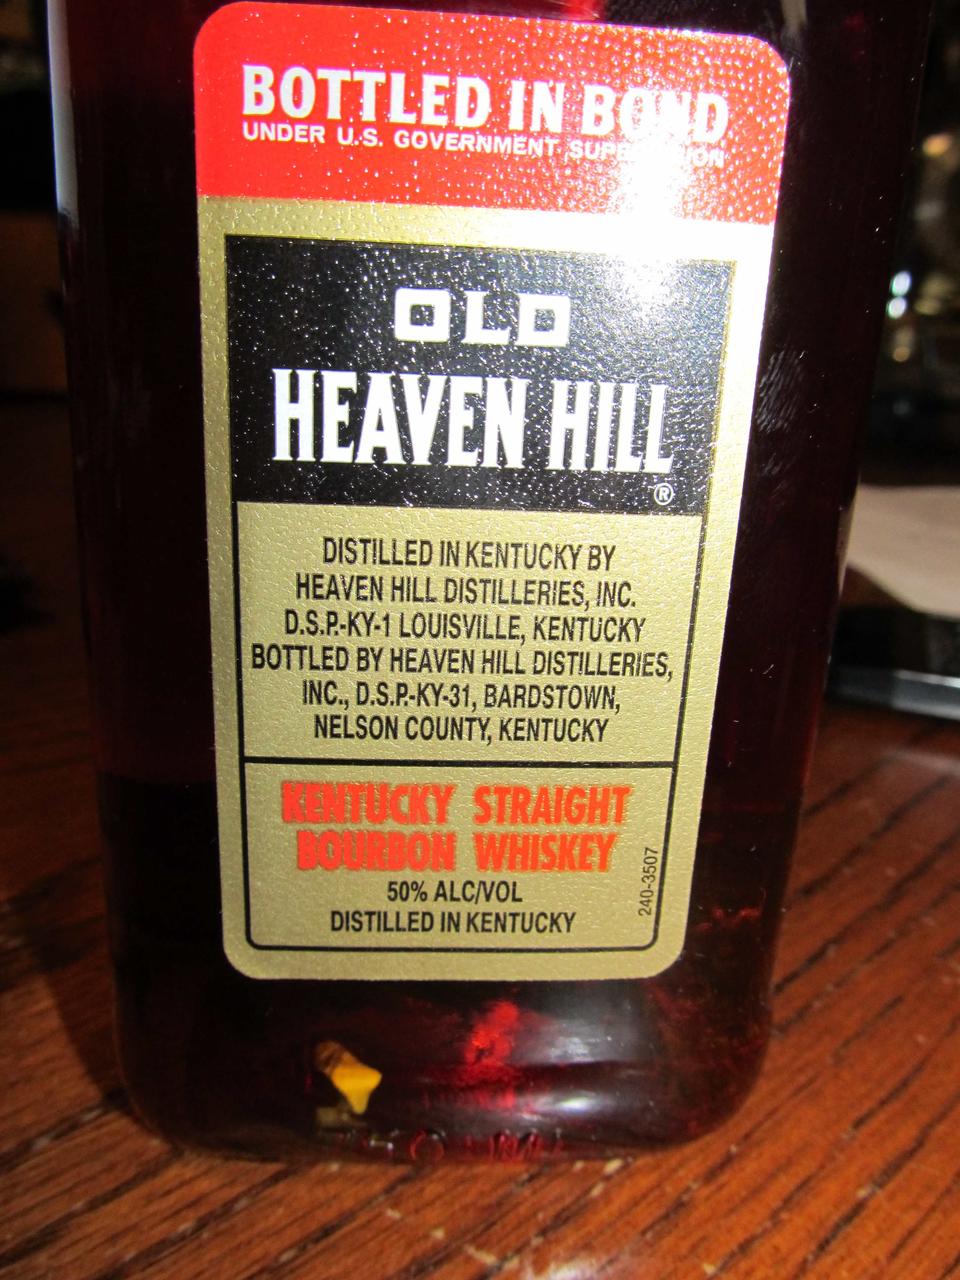 BOTTLED IN BOND
UNDER U.S. GOVERNMENT SUPERVISION
OLD
HEAVEN HILL
®
DISTILLED IN KENTUCKY BY
HEAVEN HILL DISTILLERIES, INC.
D.S.P.-KY-1 LOUISVILLE, KENTUCKY
BOTTLED BY HEAVEN HILL DISTILLERIES,
INC., D.S.P.-KY-31, BARDSTOWN,
NELSON COUNTY, KENTUCKY
KENTUCKY STRAIGHT
BOURBON WHISKEY
50% ALC/VOL
DISTILLED IN KENTUCKY
240-3507